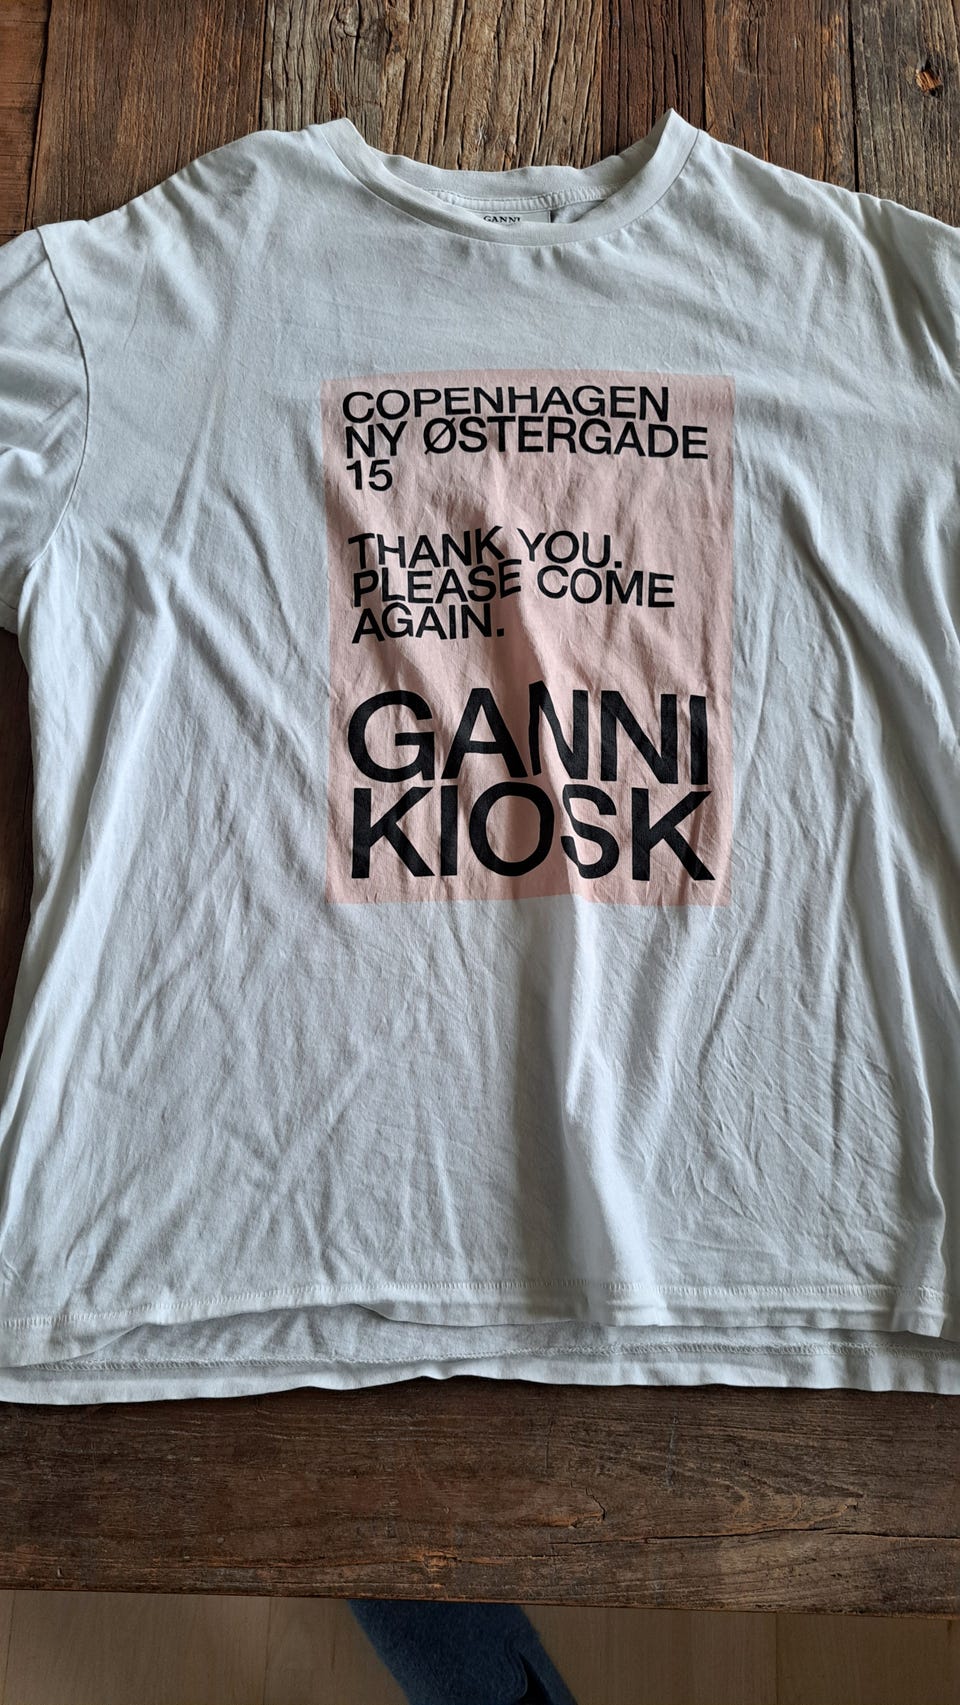 GANNI
COPENHAGEN
NY ØSTERGADE
15
THANK YOU.
PLEASE COME
AGAIN.
GANNI
KIOSK